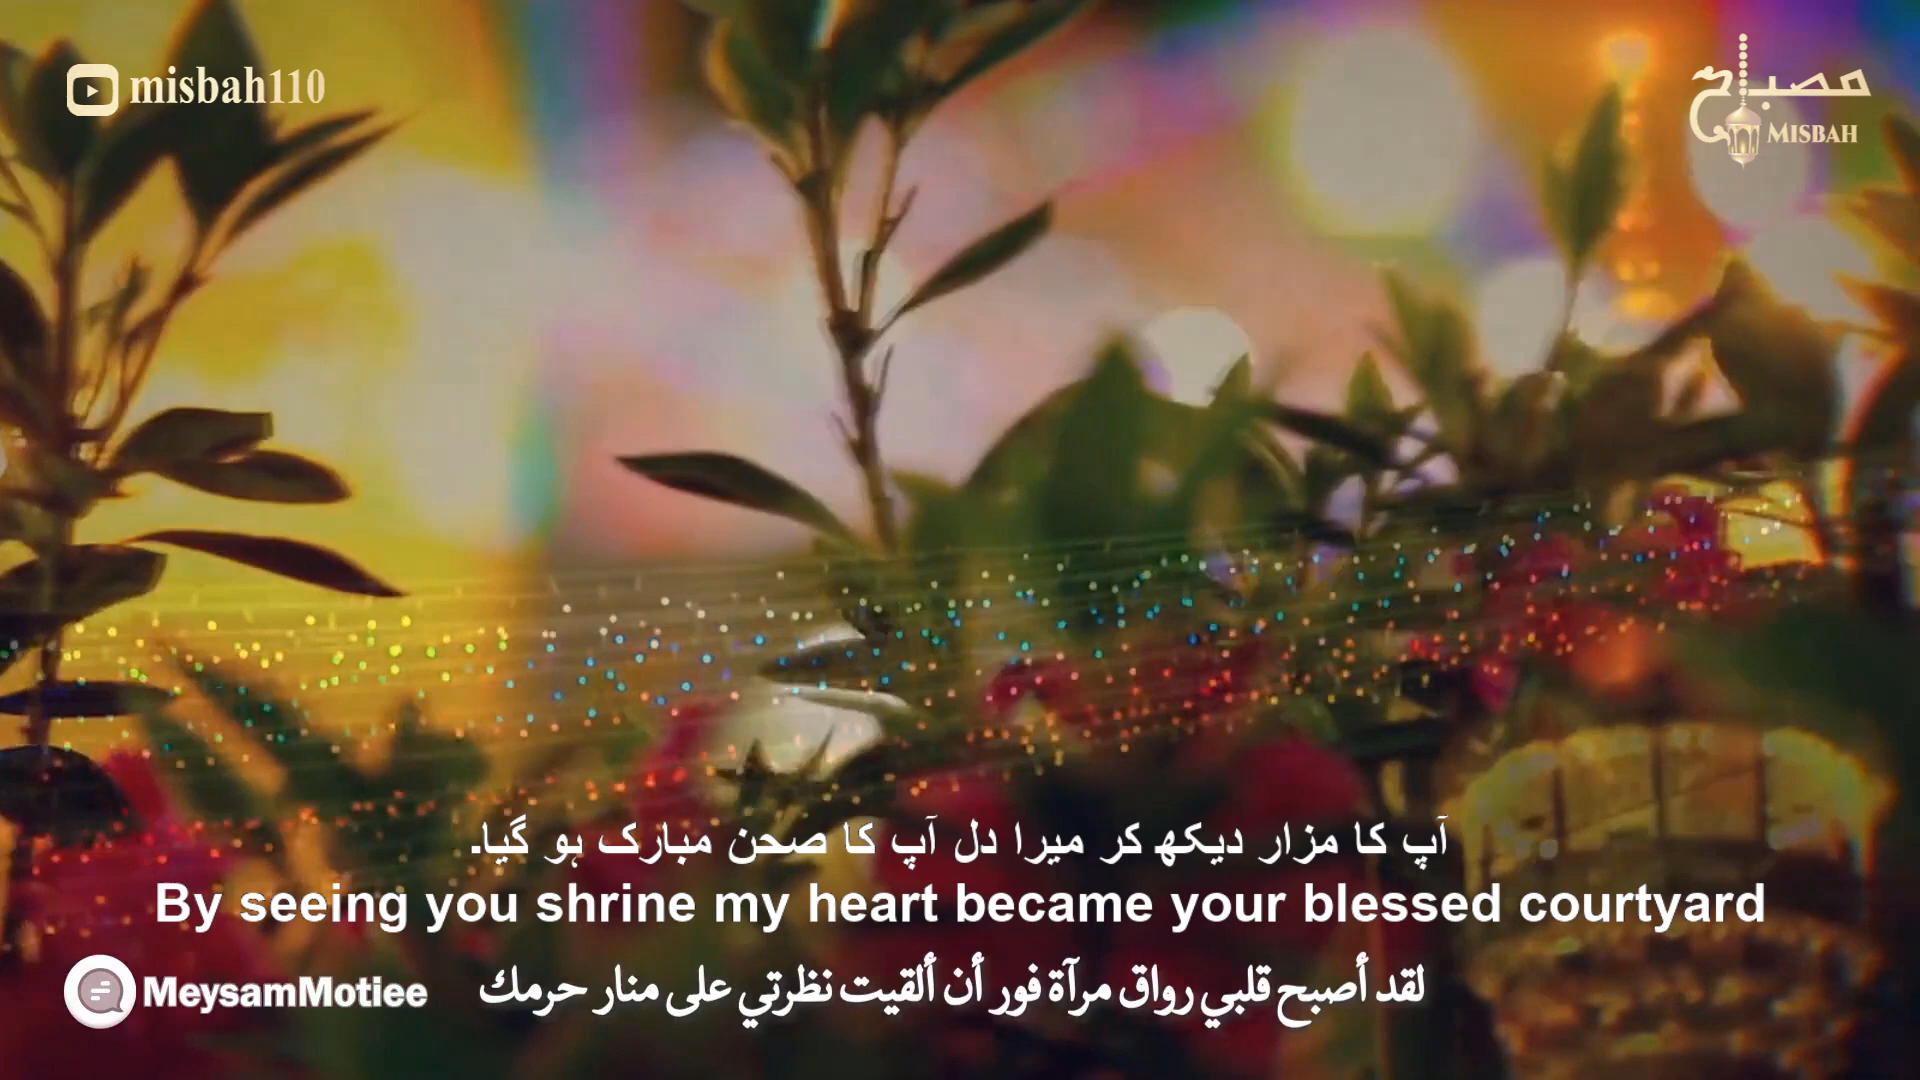 misbah110
مصباح
MISBAH
آپ کا مزار دیکھ کر میرا دل آپ کا صحن مبارک ہو گیا.
By seeing you shrine my heart became your blessed courtyard
MeysamMotiee
لقد أصبح قلبي رواق مرآة فور أن ألقيت نظرتي على منار حرمك